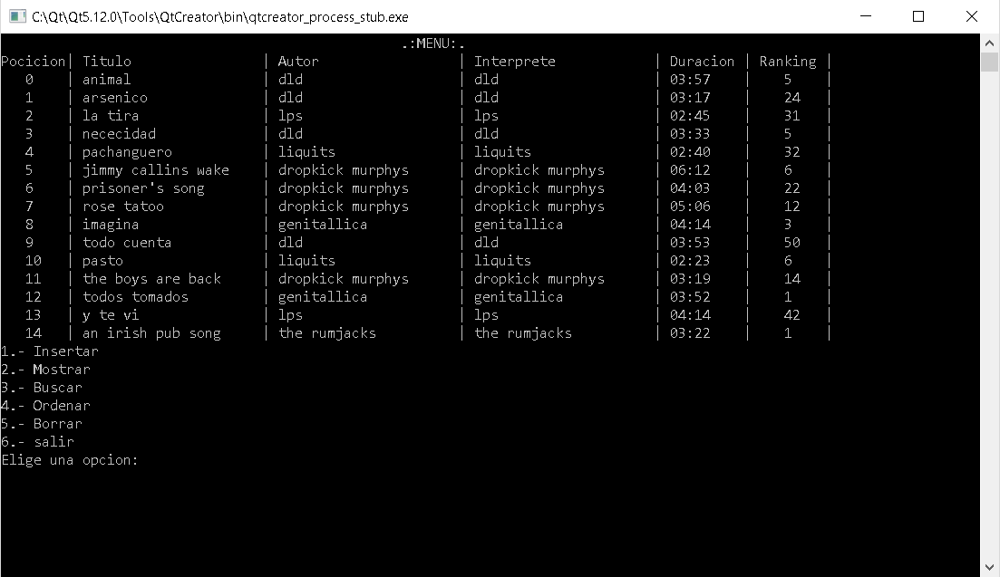 C:\Qt\Qt5.12.0\Tools\QtCreator\bin\qtcreator_process_stub.exe
.:MENU:.
Pocicion| Titulo | Autor | Interprete | Duracion | Ranking |
0 | animal | dld | dld | 03:57 | 5 |
1 | arsenico | dld | dld | 03:17 | 24 |
2 | la tira | lps | lps | 02:45 | 31 |
3 | nececidad | dld | dld | 03:33 | 5 |
4 | pachanguero | liquits | liquits | 02:40 | 32 |
5 | jimmy callins wake | dropkick murphys | dropkick murphys | 06:12 | 6 |
6 | prisoner's song | dropkick murphys | dropkick murphys | 04:03 | 22 |
7 | rose tatoo | dropkick murphys | dropkick murphys | 05:06 | 12 |
8 | imagina | genitallica | genitallica | 04:14 | 3 |
9 | todo cuenta | dld | dld | 03:53 | 50 |
10 | pasto | liquits | liquits | 02:23 | 6 |
11 | the boys are back | dropkick murphys | dropkick murphys | 03:19 | 14 |
12 | todos tomados | genitallica | genitallica | 03:52 | 1 |
13 | y te vi | lps | lps | 04:14 | 42 |
14 | an irish pub song | the rumjacks | the rumjacks | 03:22 | 1 |
1.- Insertar
2.- Mostrar
3.- Buscar
4.- Ordenar
5.- Borrar
6.- salir
Elige una opcion: